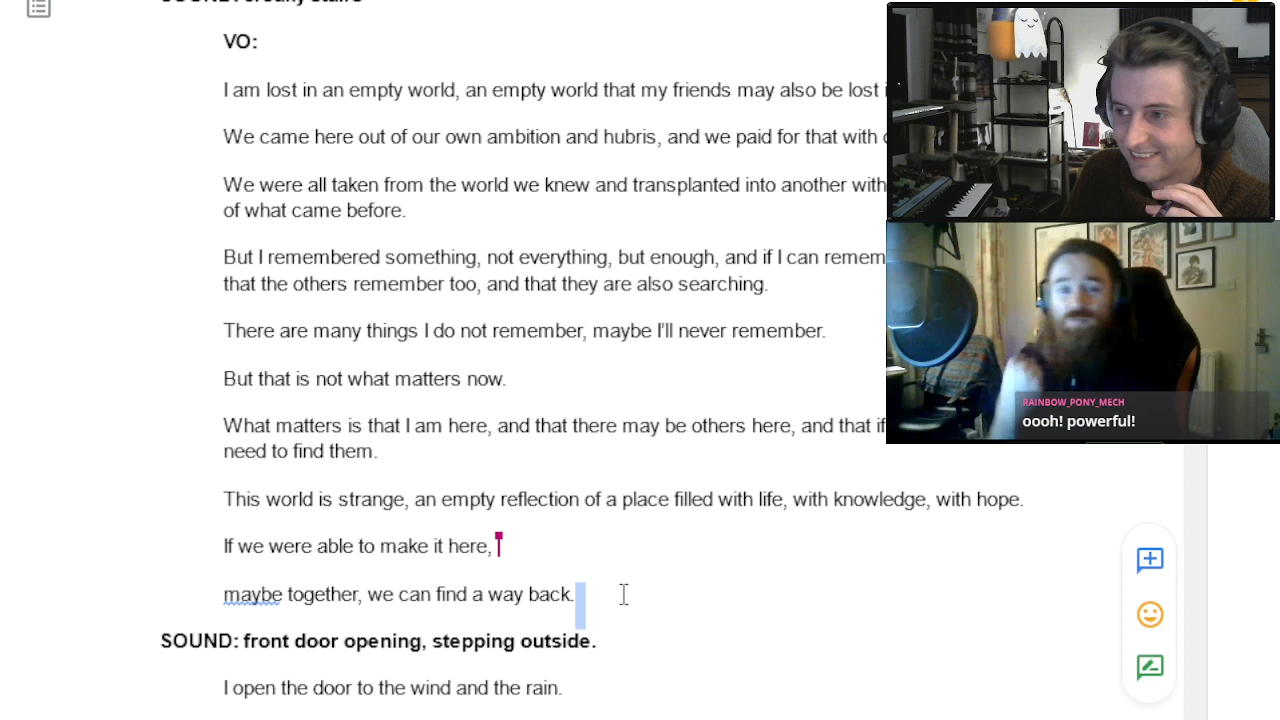 VO:
I am lost in an empty world, an empty world that my friends may also be lost
We came here out of our own ambition and hubris, and we paid for that with
We were all taken from the world we knew and transplanted into another with
of what came before.
But I remembered something, not everything, but enough, and if I can remem
that the others remember too, and that they are also searching.
There are many things I do not remember, maybe I'll never remember.
But that is not what matters now.
What matters is that I am here, and that there may be others here, and that if
need to find them.
This world is strange, an empty reflection of a place filled with life, with knowledge, with hope.
If we were able to make it here,
maybe together, we can find a way back.
SOUND: front door opening, stepping outside.
I open the door to the wind and the rain.
RAINBOW_PONY_MECH
oooh! powerful!